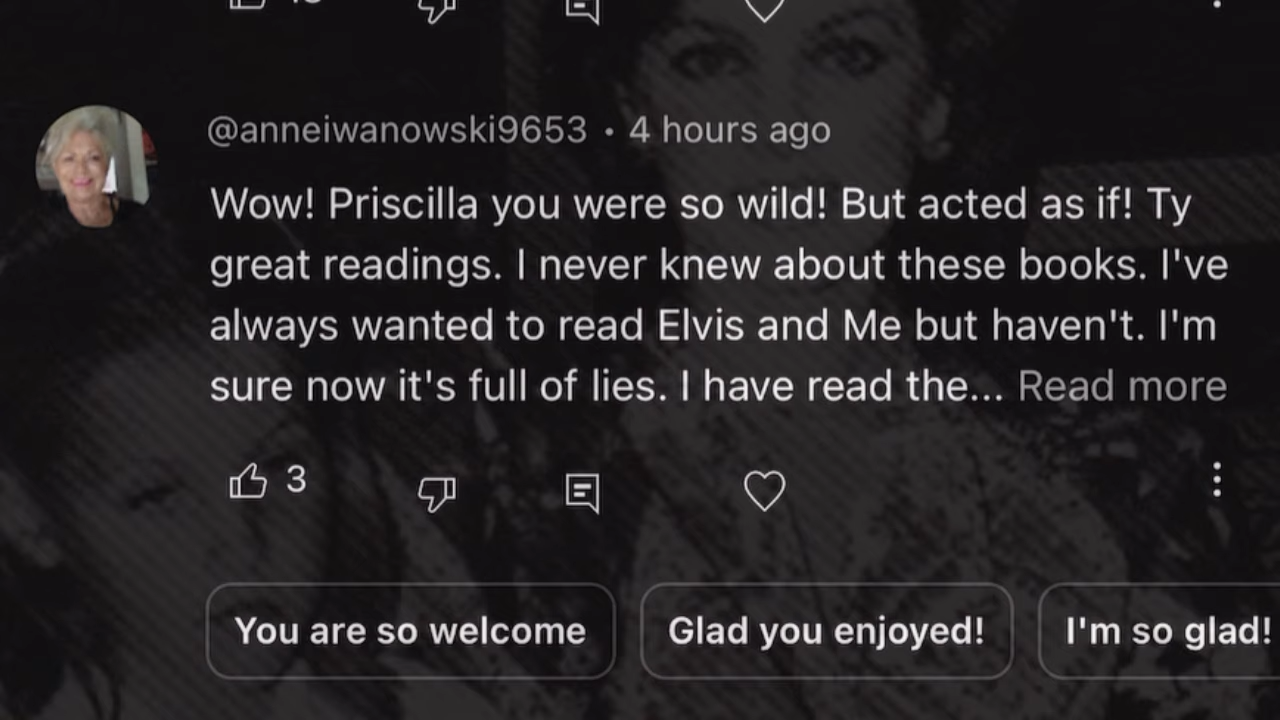 @anneiwanowski9653 • 4 hours ago
Wow! Priscilla you were so wild! But acted as if! Ty
great readings. I never knew about these books. I've
always wanted to read Elvis and Me but haven't. I'm
sure now it's full of lies. I have read the... Read more
3
You are so welcome
Glad you enjoyed!
I'm so glad!